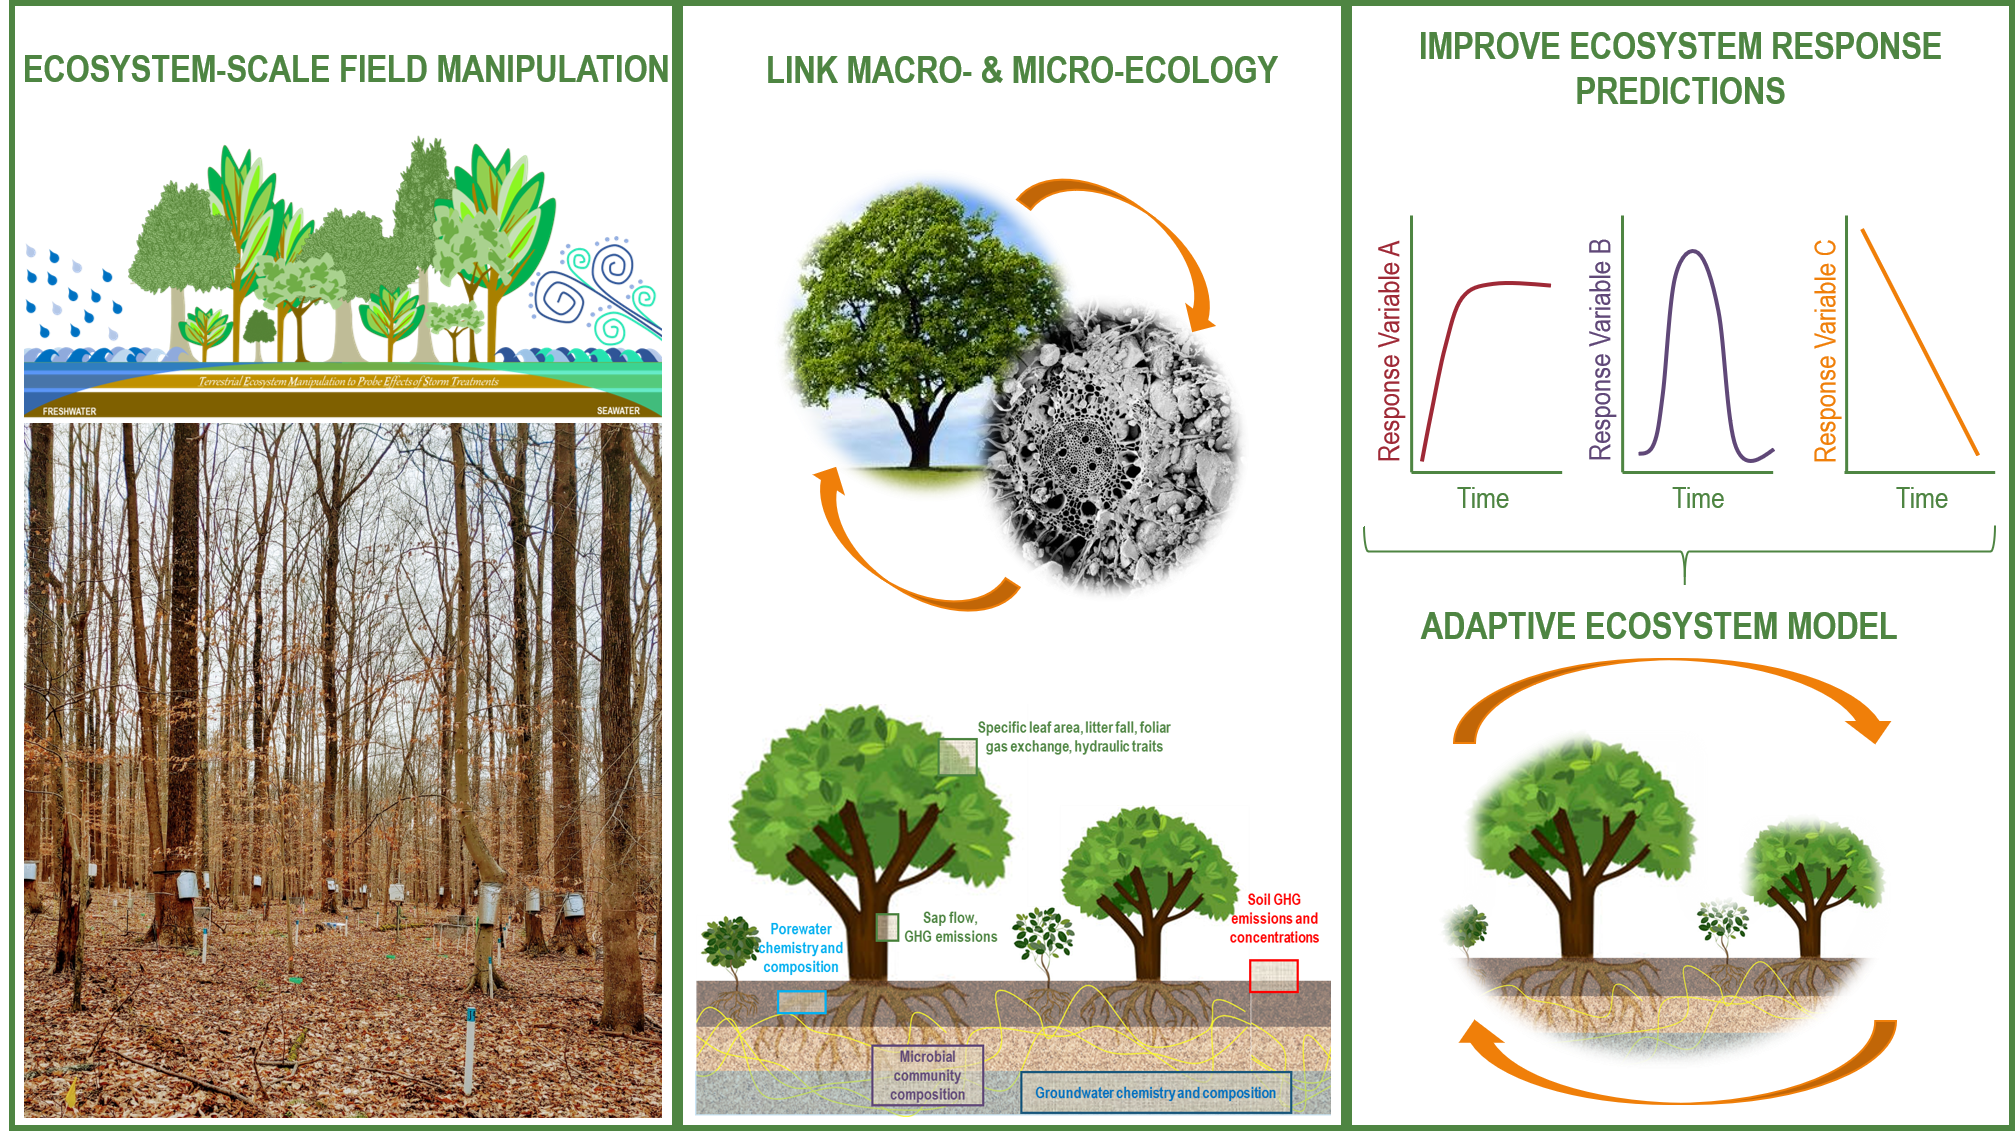 ECOSYSTEM-SCALE FIELD MANIPULATION
Terrestrial Ecosystem Manipulation to Probe Effects of Storm Treatments
FRESHWATER
SEAWATER
LINK MACRO- & MICRO-ECOLOGY
Specific leaf area, litter fall, foliar
gas exchange, hydraulic traits
Sap flow,
GHG emissions
Porewater
chemistry and
composition
Soil GHG
emissions and
concentrations
Microbial
community
composition
Groundwater chemistry and composition
IMPROVE ECOSYSTEM RESPONSE
PREDICTIONS
Response Variable A
Time
Response Variable B
Time
Response Variable C
Time
ADAPTIVE ECOSYSTEM MODEL